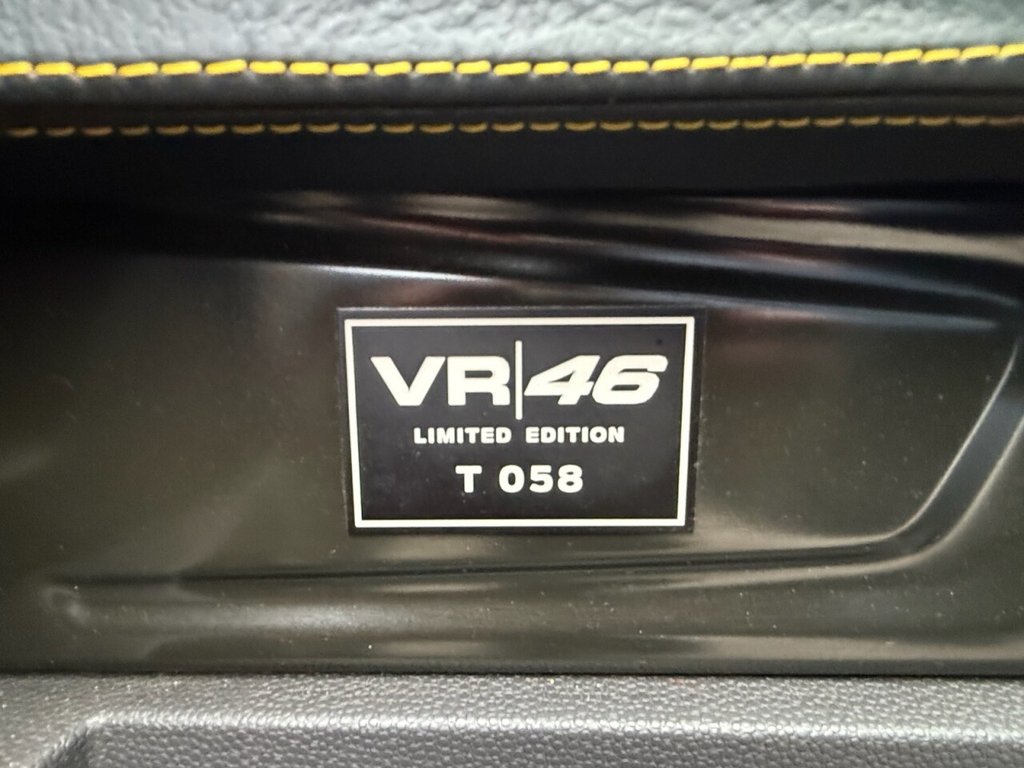 VR|46
LIMITED EDITION
T 058